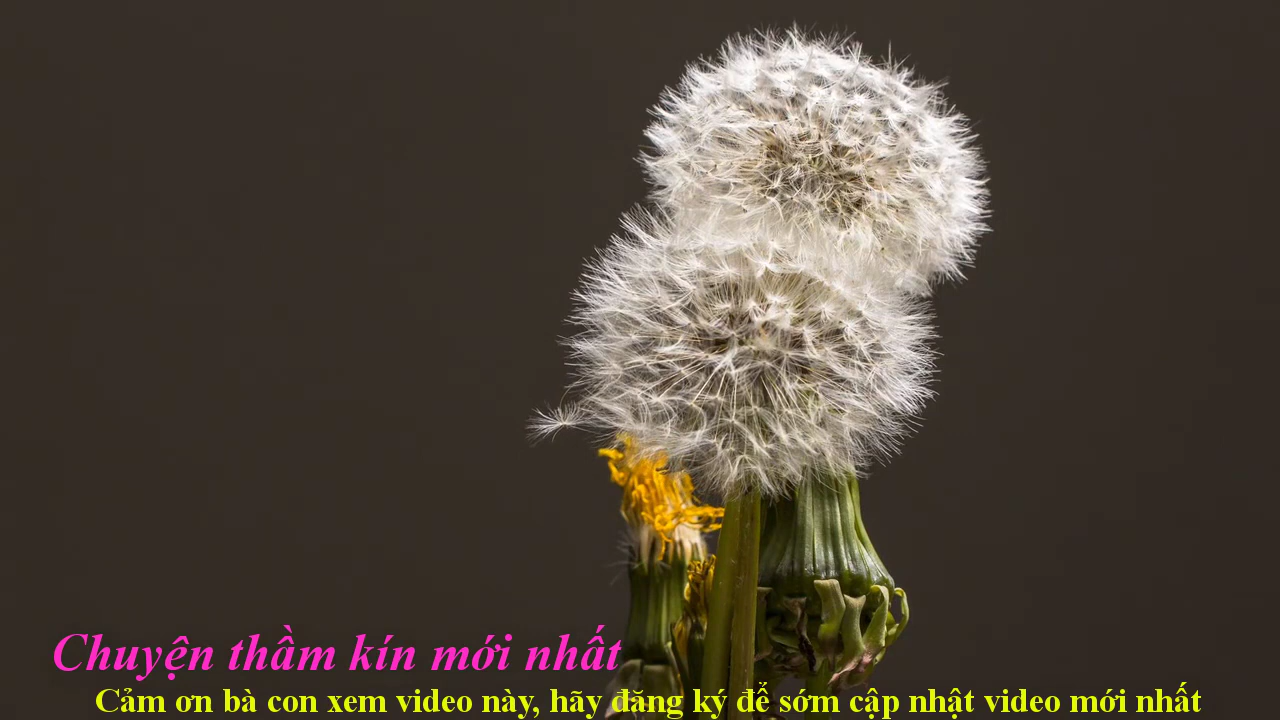 Chuyện thầm kín mới nhất
Cảm ơn bà con xem video này, hãy đăng ký để sớm cập nhật video mới nhất